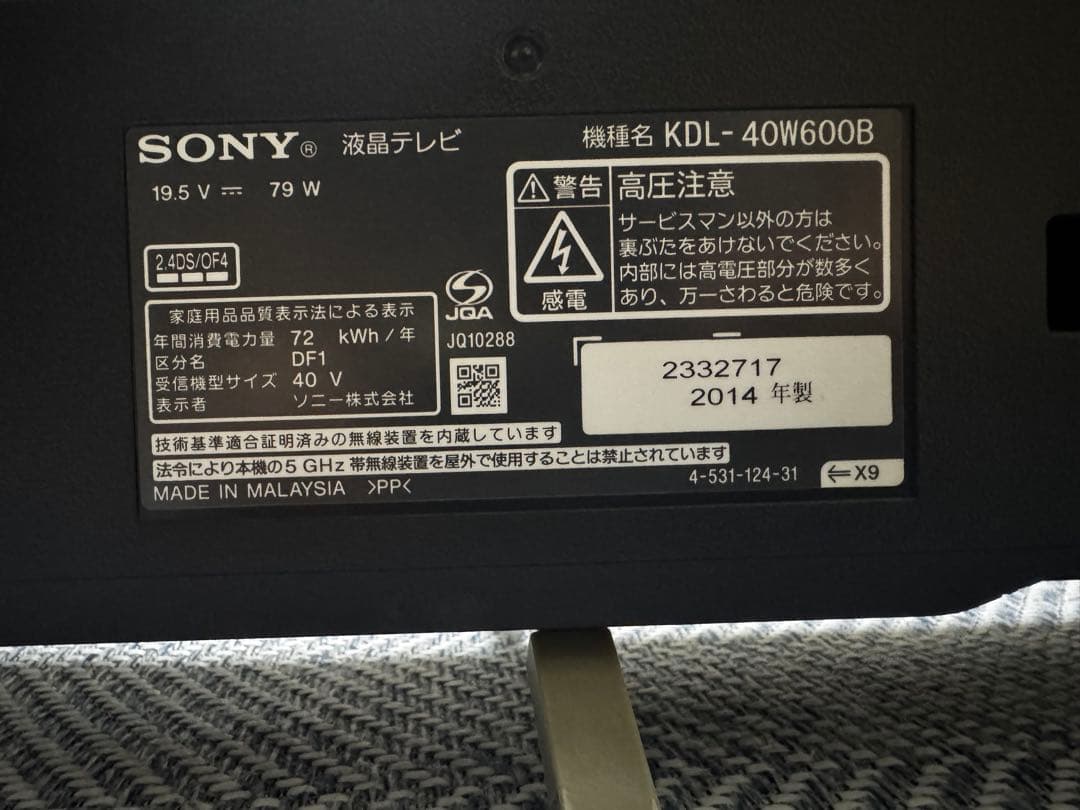 SONY® 液晶テレビ
機種名 KDL-40W600B
19.5 V ⎓ 79 W
警告 高圧注意
サービスマン以外の方は
裏ぶたをあけないでください。
内部には高電圧部分が数多く
あり、万一さわると危険です。
感電
2.4DS/OF4
家庭用品品質表示法による表示
年間消費電力量 72 kWh/年
区分名 DF1
受信機型サイズ 40 V
表示者 ソニー株式会社
JQA
JQ10288
2332717
2014 年製
技術基準適合証明済みの無線装置を内蔵しています
法令により本機の5 GHz 帯無線装置を屋外で使用することは禁止されています
MADE IN MALAYSIA >PP<
4-531-124-31
⇐X9